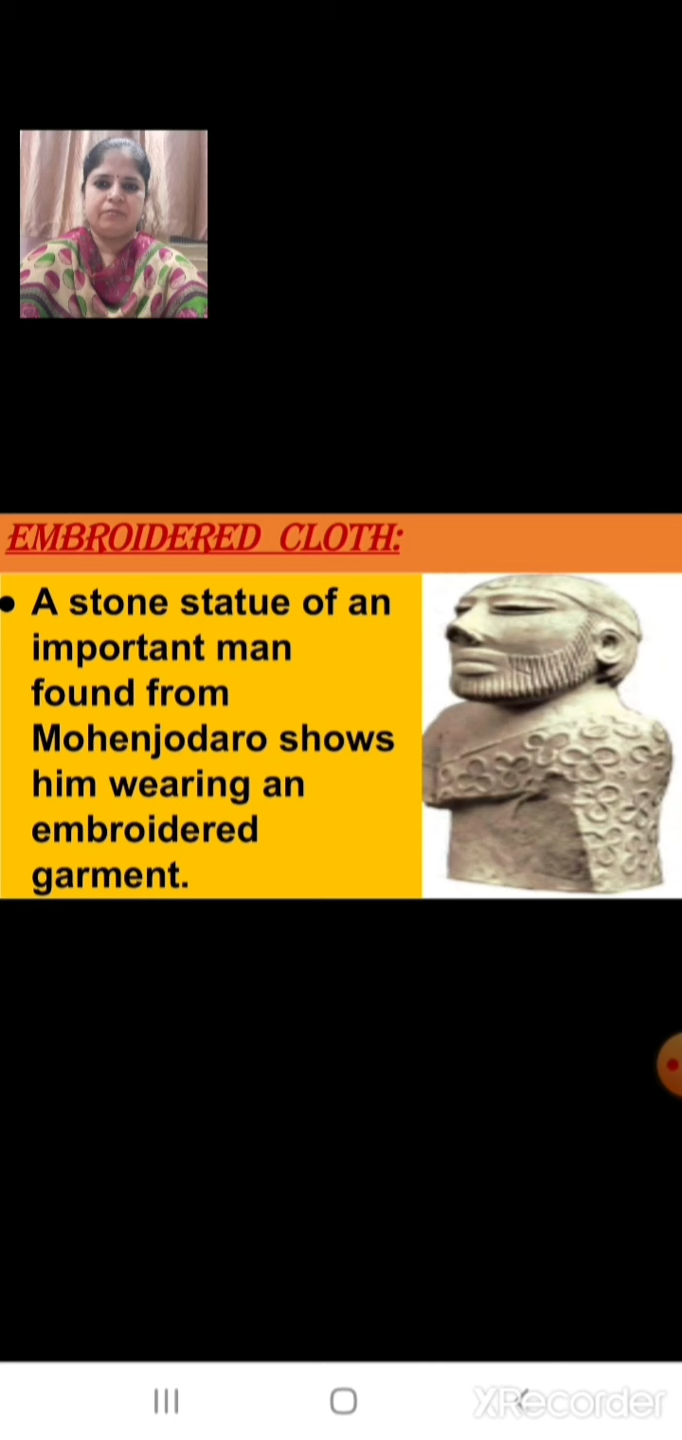 EMBROIDERED CLOTH:
• A stone statue of an
important man
found from
Mohenjodaro shows
him wearing an
embroidered
garment.
XRecorder